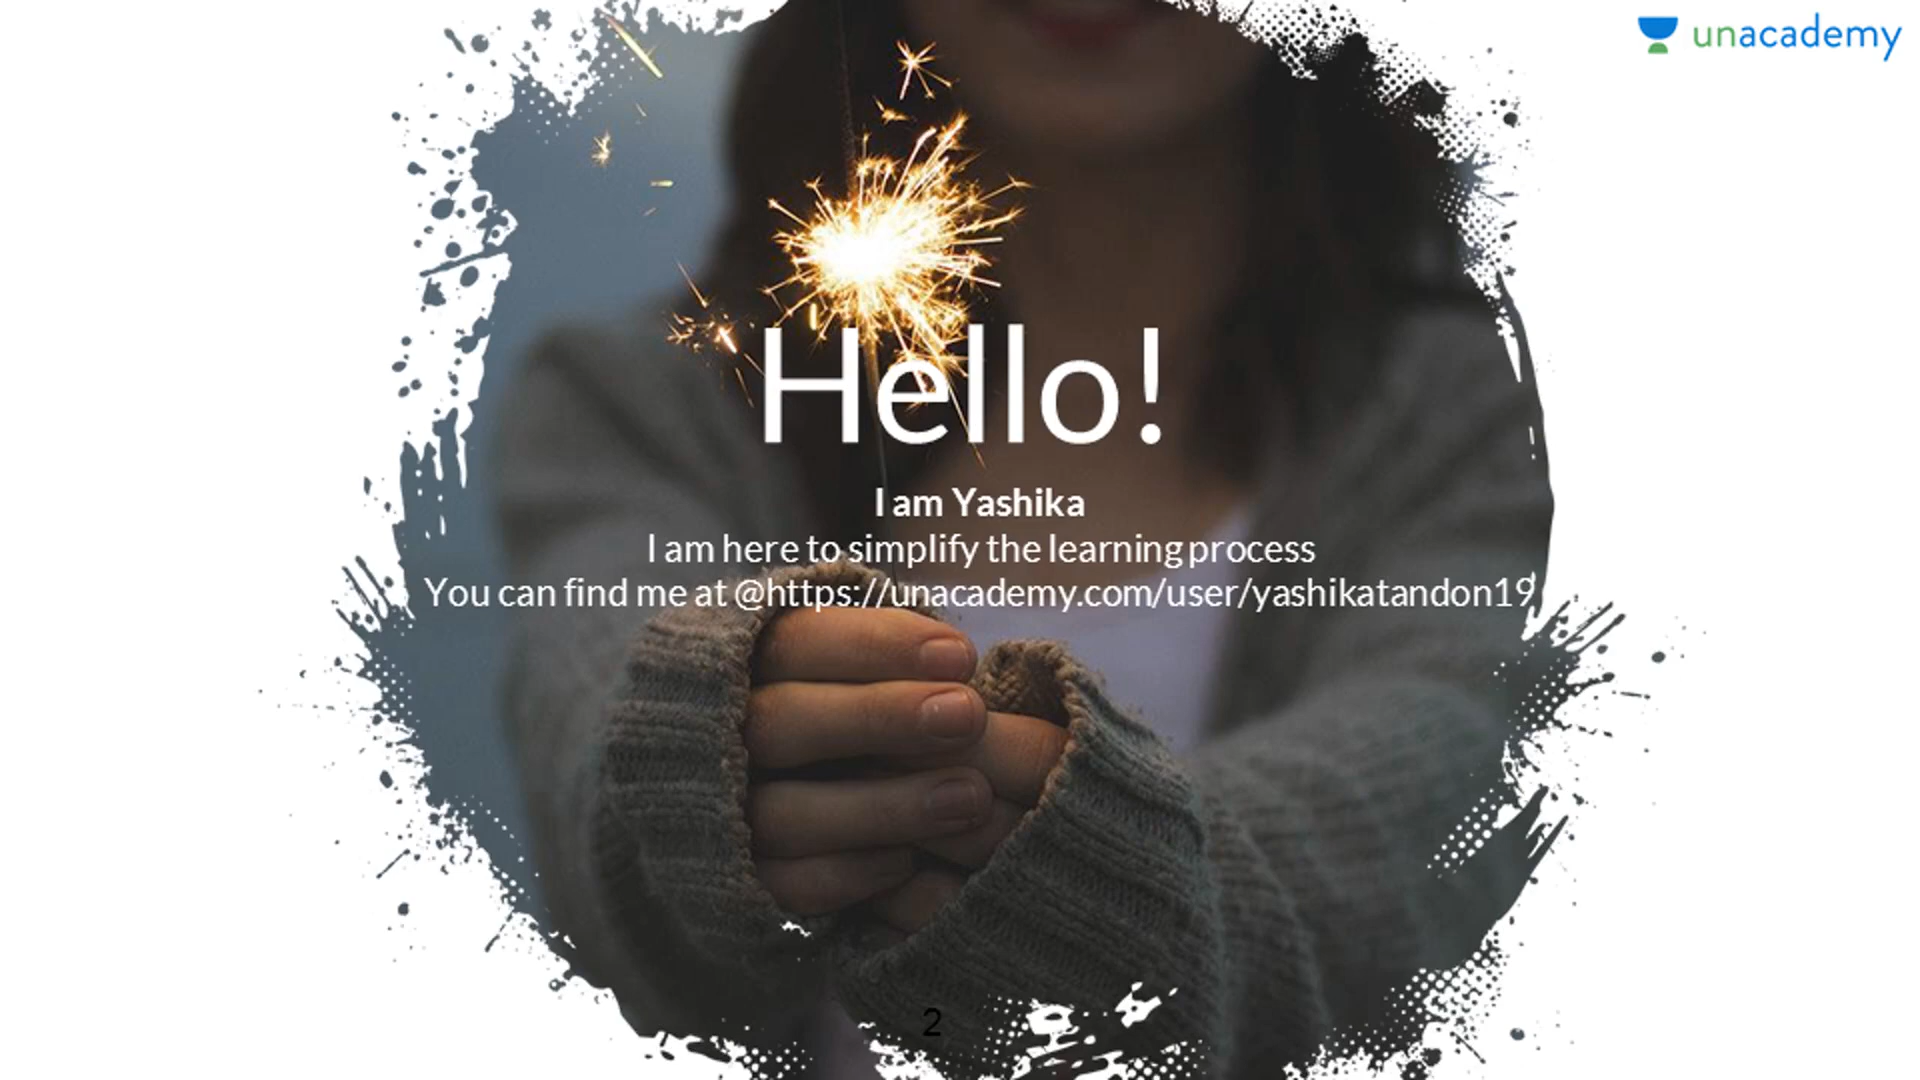 unacademy
Hello!
I am Yashika
I am here to simplify the learning process
You can find me at @https://unacademy.com/user/yashikatandon19
2